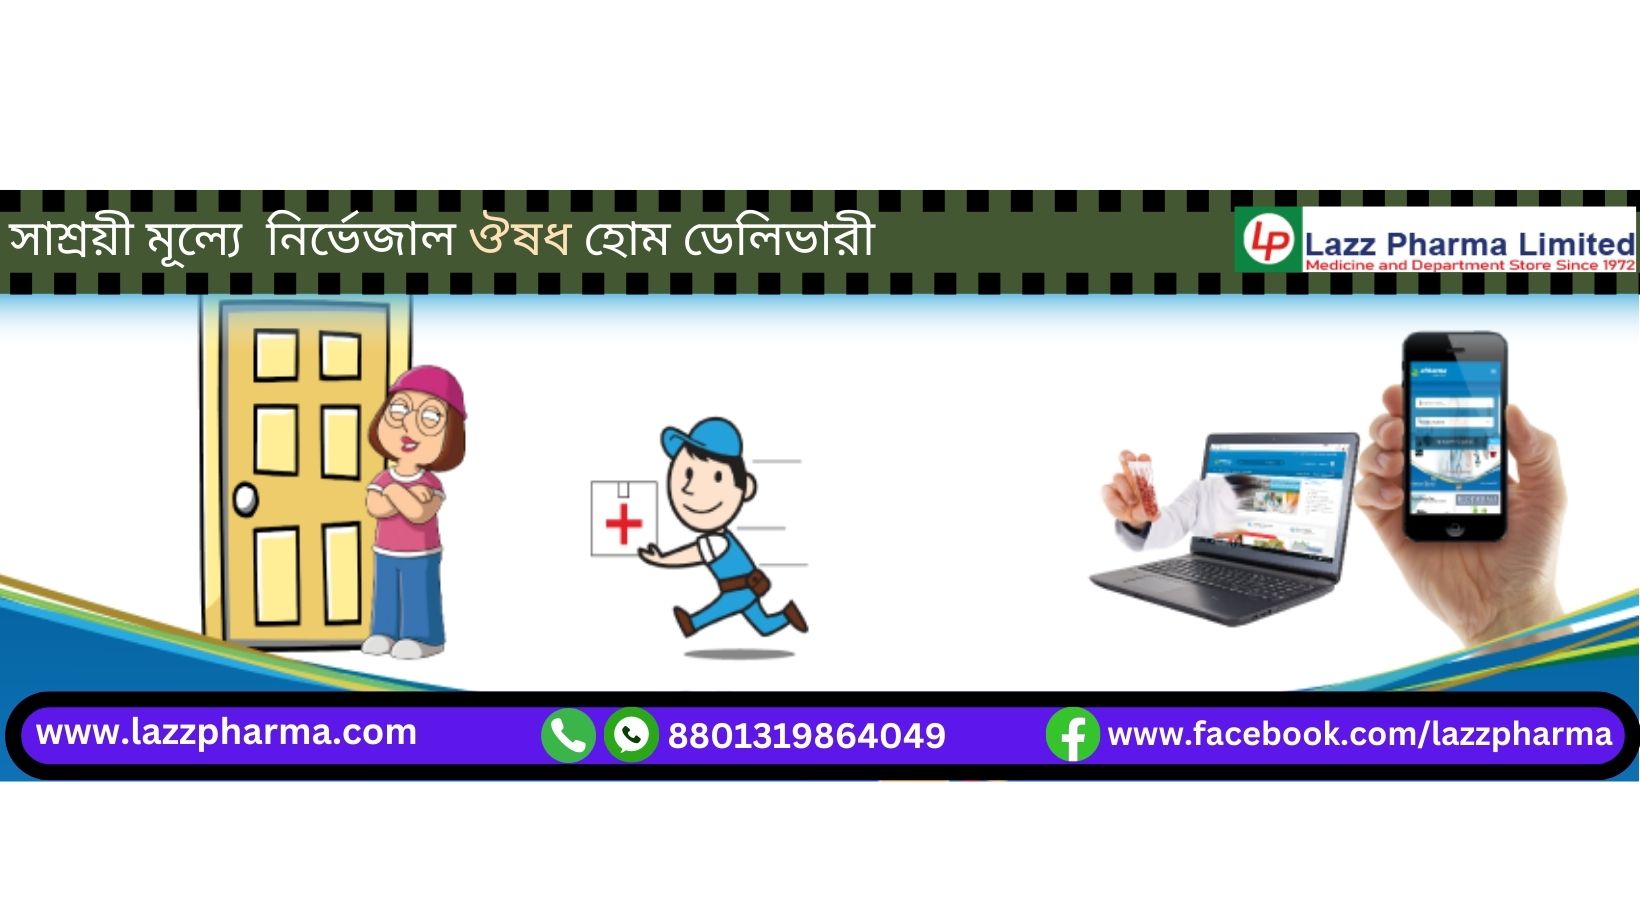 সাশ্রয়ী মূল্যে নির্ভেজাল ঔষধ হোম ডেলিভারী
LP
Lazz Pharma Limited
Medicine and Department Store Since 1972
www.lazzpharma.com
8801319864049
www.facebook.com/lazzpharma